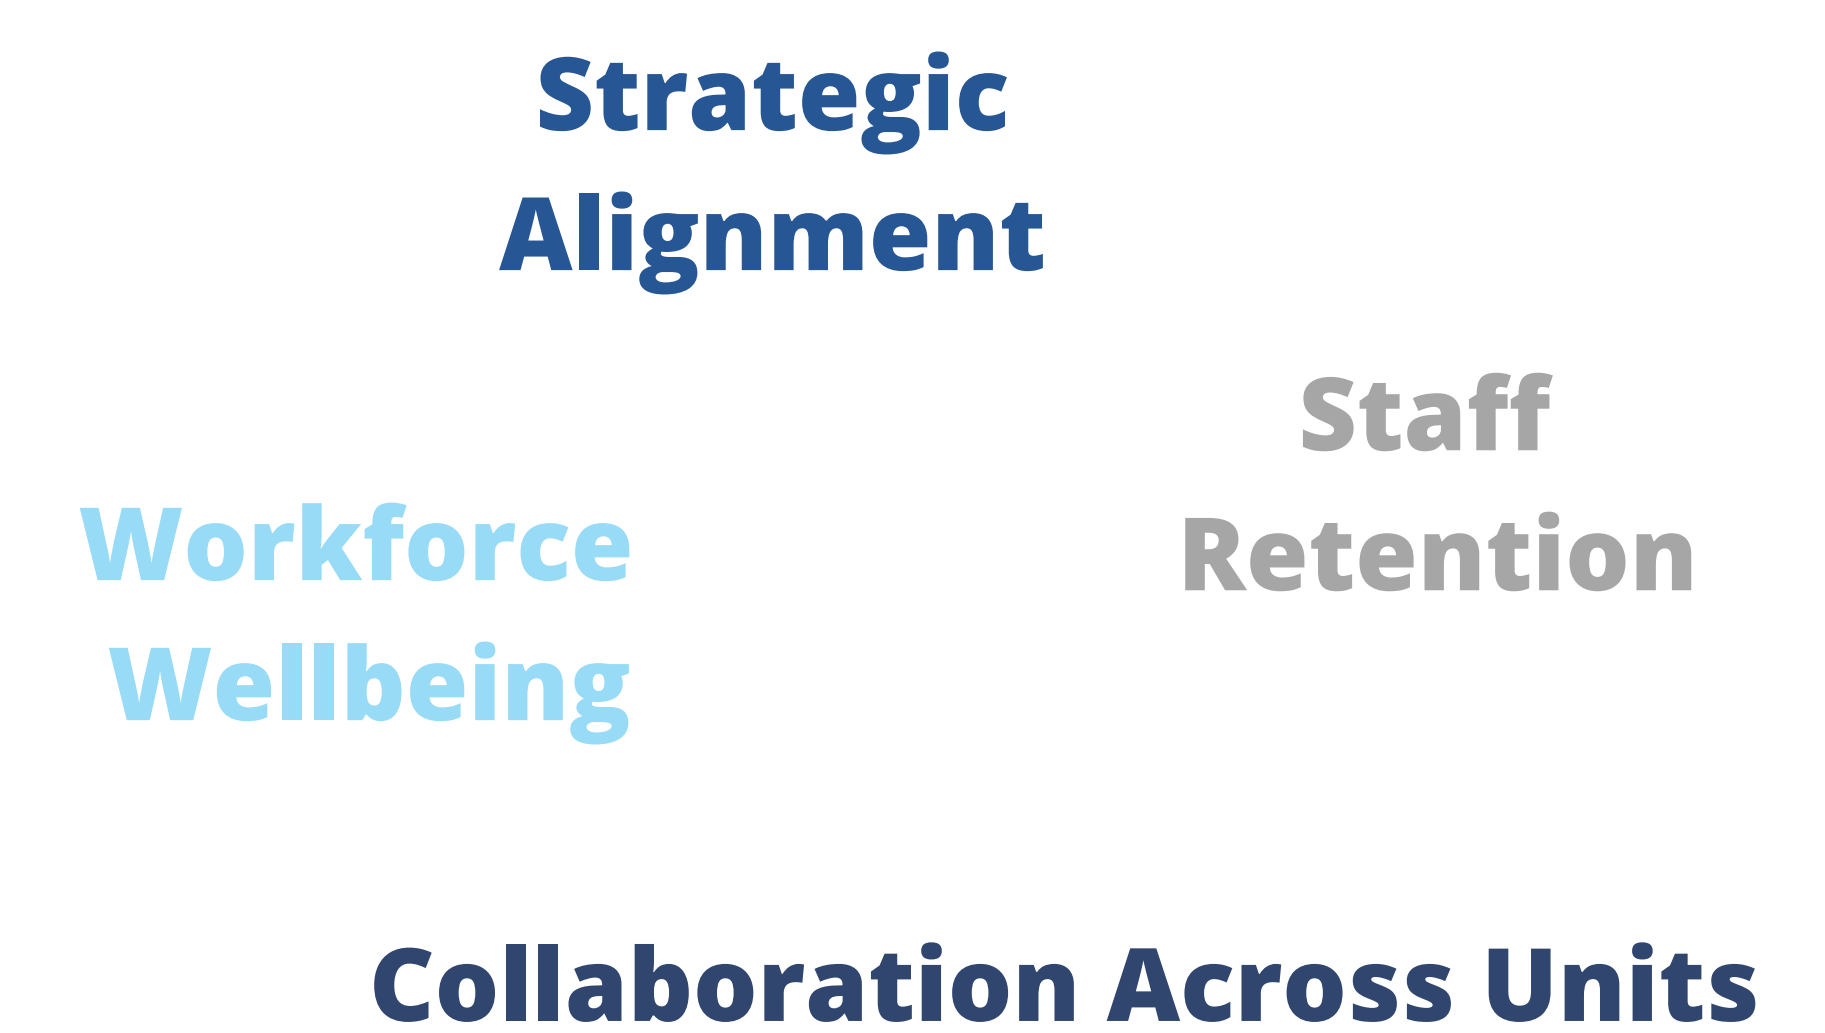 Strategic
Alignment
Staff
Retention
Workforce
Wellbeing
Collaboration Across Units